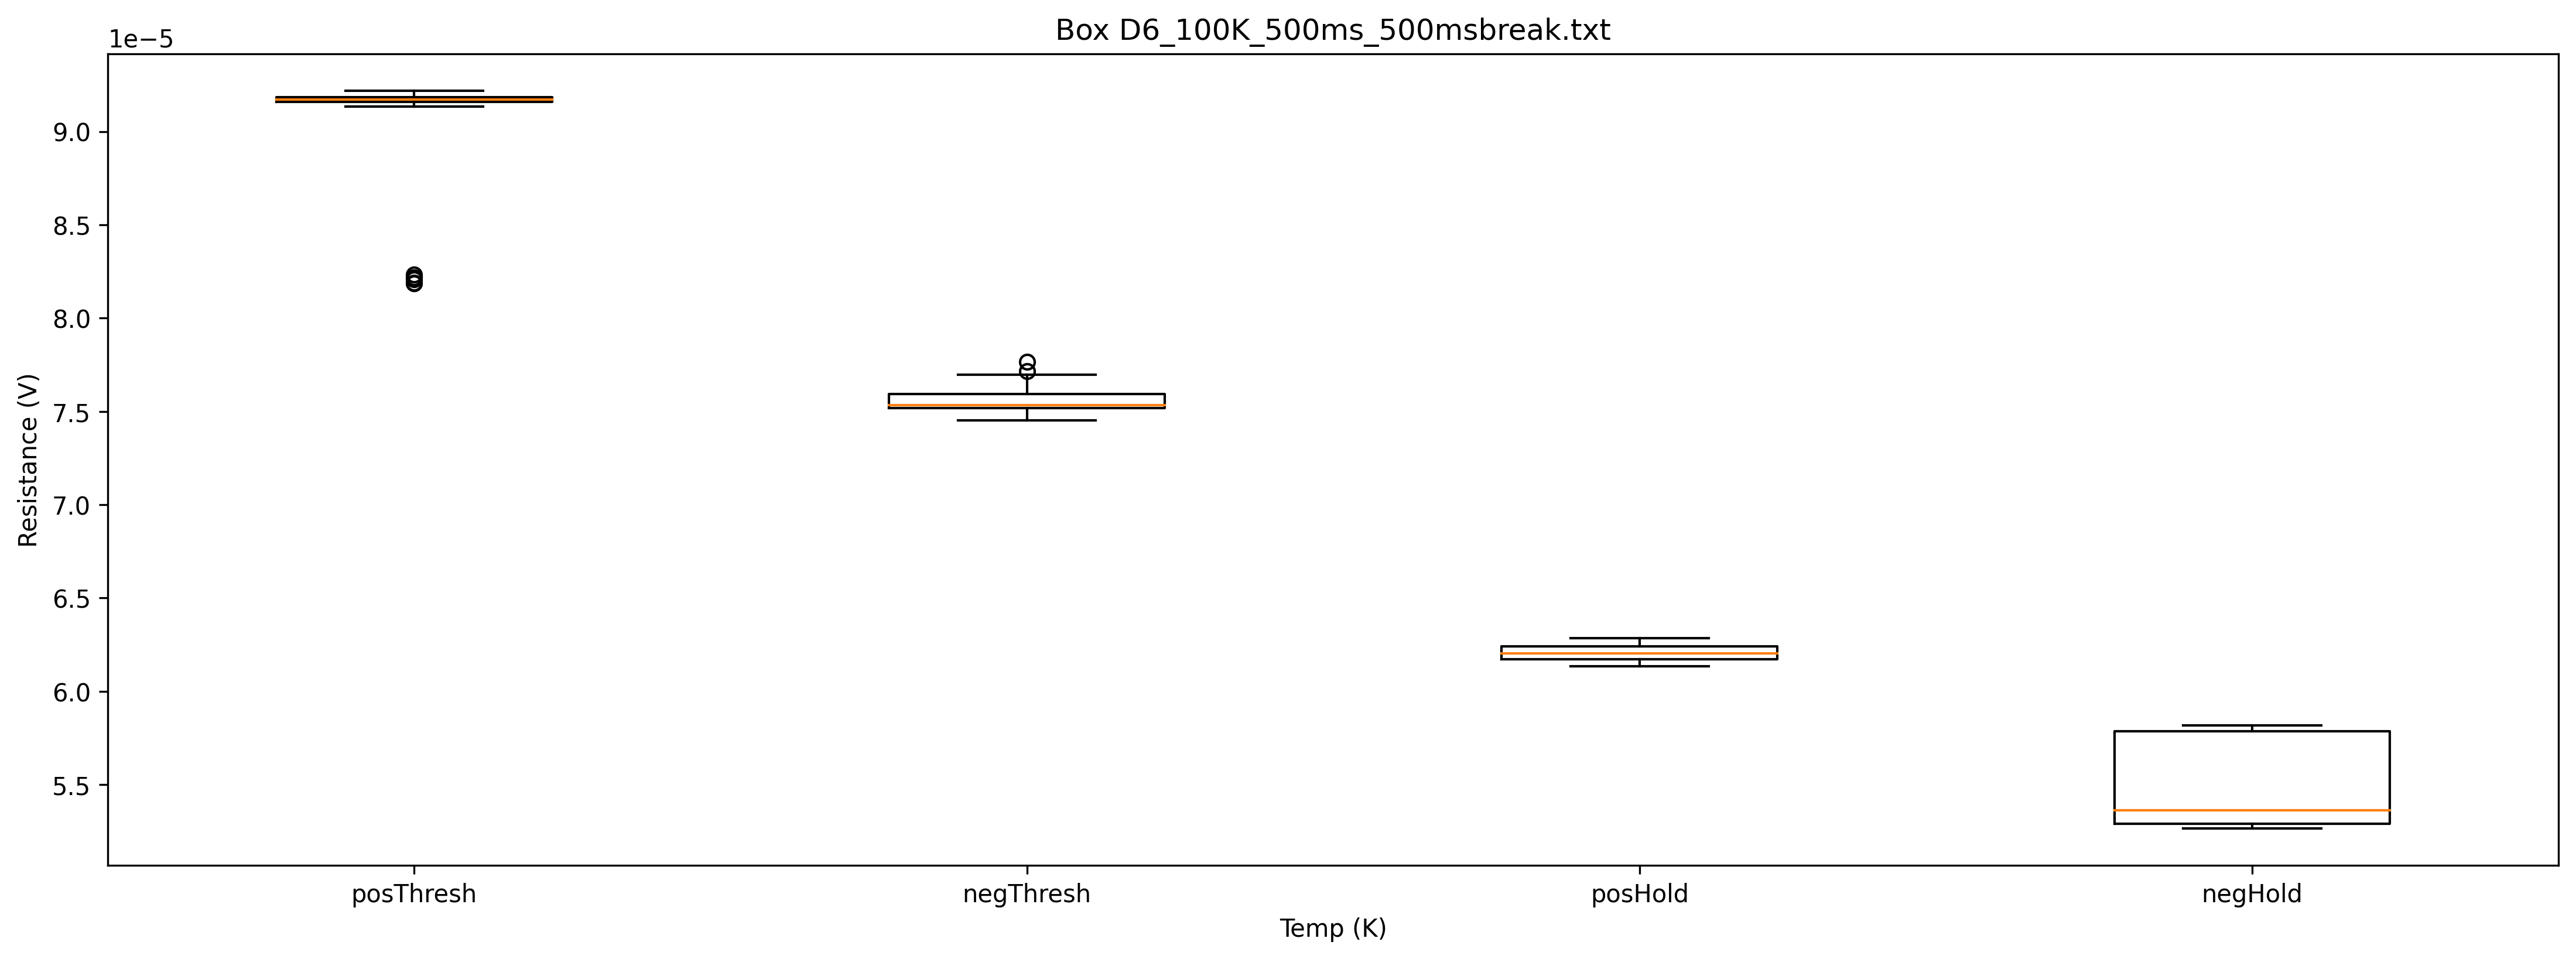 Box D6_100K_500ms_500msbreak.txt
1e−5
9.0
8.5
8.0
7.5
7.0
6.5
6.0
5.5
Resistance (V)
posThresh negThresh posHold negHold
Temp (K)